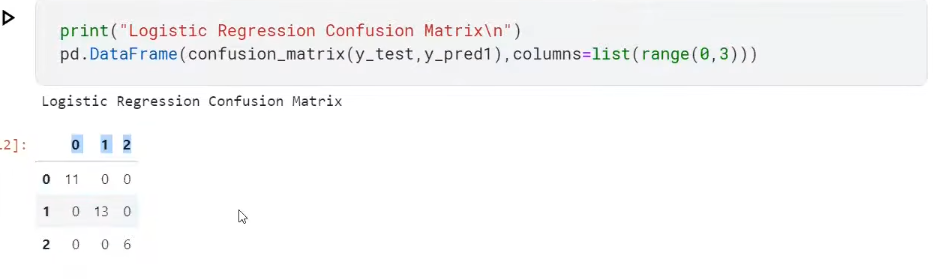 print("Logistic Regression Confusion Matrix\n")
pd.DataFrame(confusion_matrix(y_test,y_pred1),columns=list(range(0,3)))
Logistic Regression Confusion Matrix
2]: 0 1 2
0 11 0 0
1 0 13 0
2 0 0 6